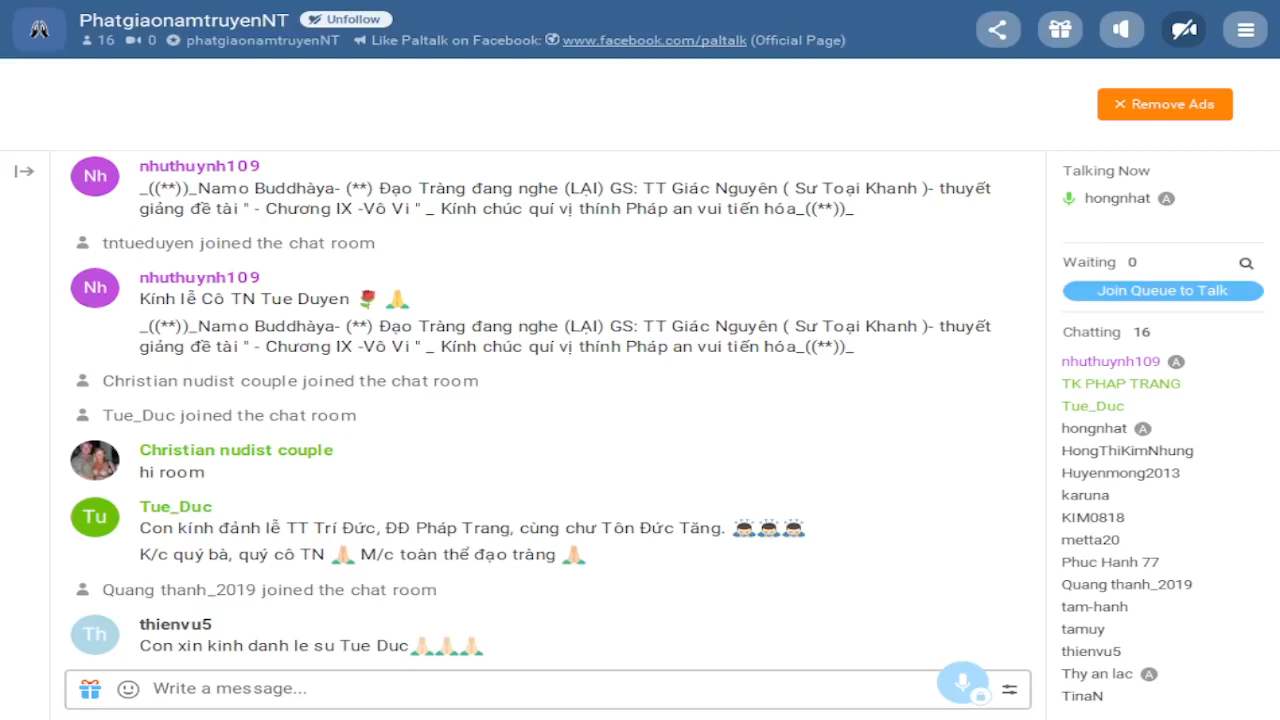 PhatgiaonamtruyenNT Unfollow
16 0 phatgiaonamtruyenNT Like Paltalk on Facebook: www.facebook.com/paltalk (Official Page)
Remove Ads
nhuthuynh109
_((**))_Namo Buddhàya- (**) Đạo Tràng đang nghe (LẠI) GS: TT Giác Nguyên ( Sư Toại Khanh )- thuyết
giảng đề tài " - Chương IX -Vô Vi " _ Kính chúc quí vị thính Pháp an vui tiến hóa_((**))_
tntueduyen joined the chat room
nhuthuynh109
Kính lễ Cô TN Tue Duyen 🌹 🙏
_((**))_Namo Buddhàya- (**) Đạo Tràng đang nghe (LẠI) GS: TT Giác Nguyên ( Sư Toại Khanh )- thuyết
giảng đề tài " - Chương IX -Vô Vi " _ Kính chúc quí vị thính Pháp an vui tiến hóa_((**))_
Christian nudist couple joined the chat room
Tue_Duc joined the chat room
Christian nudist couple
hi room
Tue_Duc
Con kính đảnh lễ TT Trí Đức, ĐĐ Pháp Trang, cùng chư Tôn Đức Tăng. 🙇🙇🙇
K/c quý bà, quý cô TN 🙏 M/c toàn thể đạo tràng 🙏
Quang thanh_2019 joined the chat room
thienvu5
Con xin kinh danh le su Tue Duc🙏🙏🙏
Write a message...
Talking Now
hongnhat A
Waiting 0
Join Queue to Talk
Chatting 16
nhuthuynh109 A
TK PHAP TRANG
Tue_Duc
hongnhat A
HongThiKimNhung
Huyenmong2013
karuna
KIM0818
metta20
Phuc Hanh 77
Quang thanh_2019
tam-hanh
tamuy
thienvu5
Thy an lac A
TinaN
Nh
Nh
Tu
Th